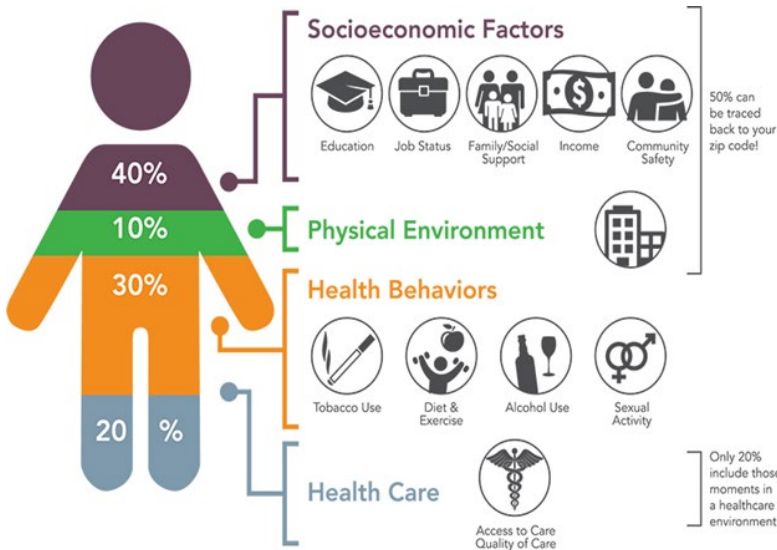 Socioeconomic Factors
Education
Job Status
Family/Social
Support
Income
Community
Safety
50% can
be traced
back to your
zip code!
40%
10%
Physical Environment
30%
Health Behaviors
Tobacco Use
Diet &
Exercise
Alcohol Use
Sexual
Activity
20 %
Health Care
Access to Care
Quality of Care
Only 20%
include those
moments in
a healthcare
environment